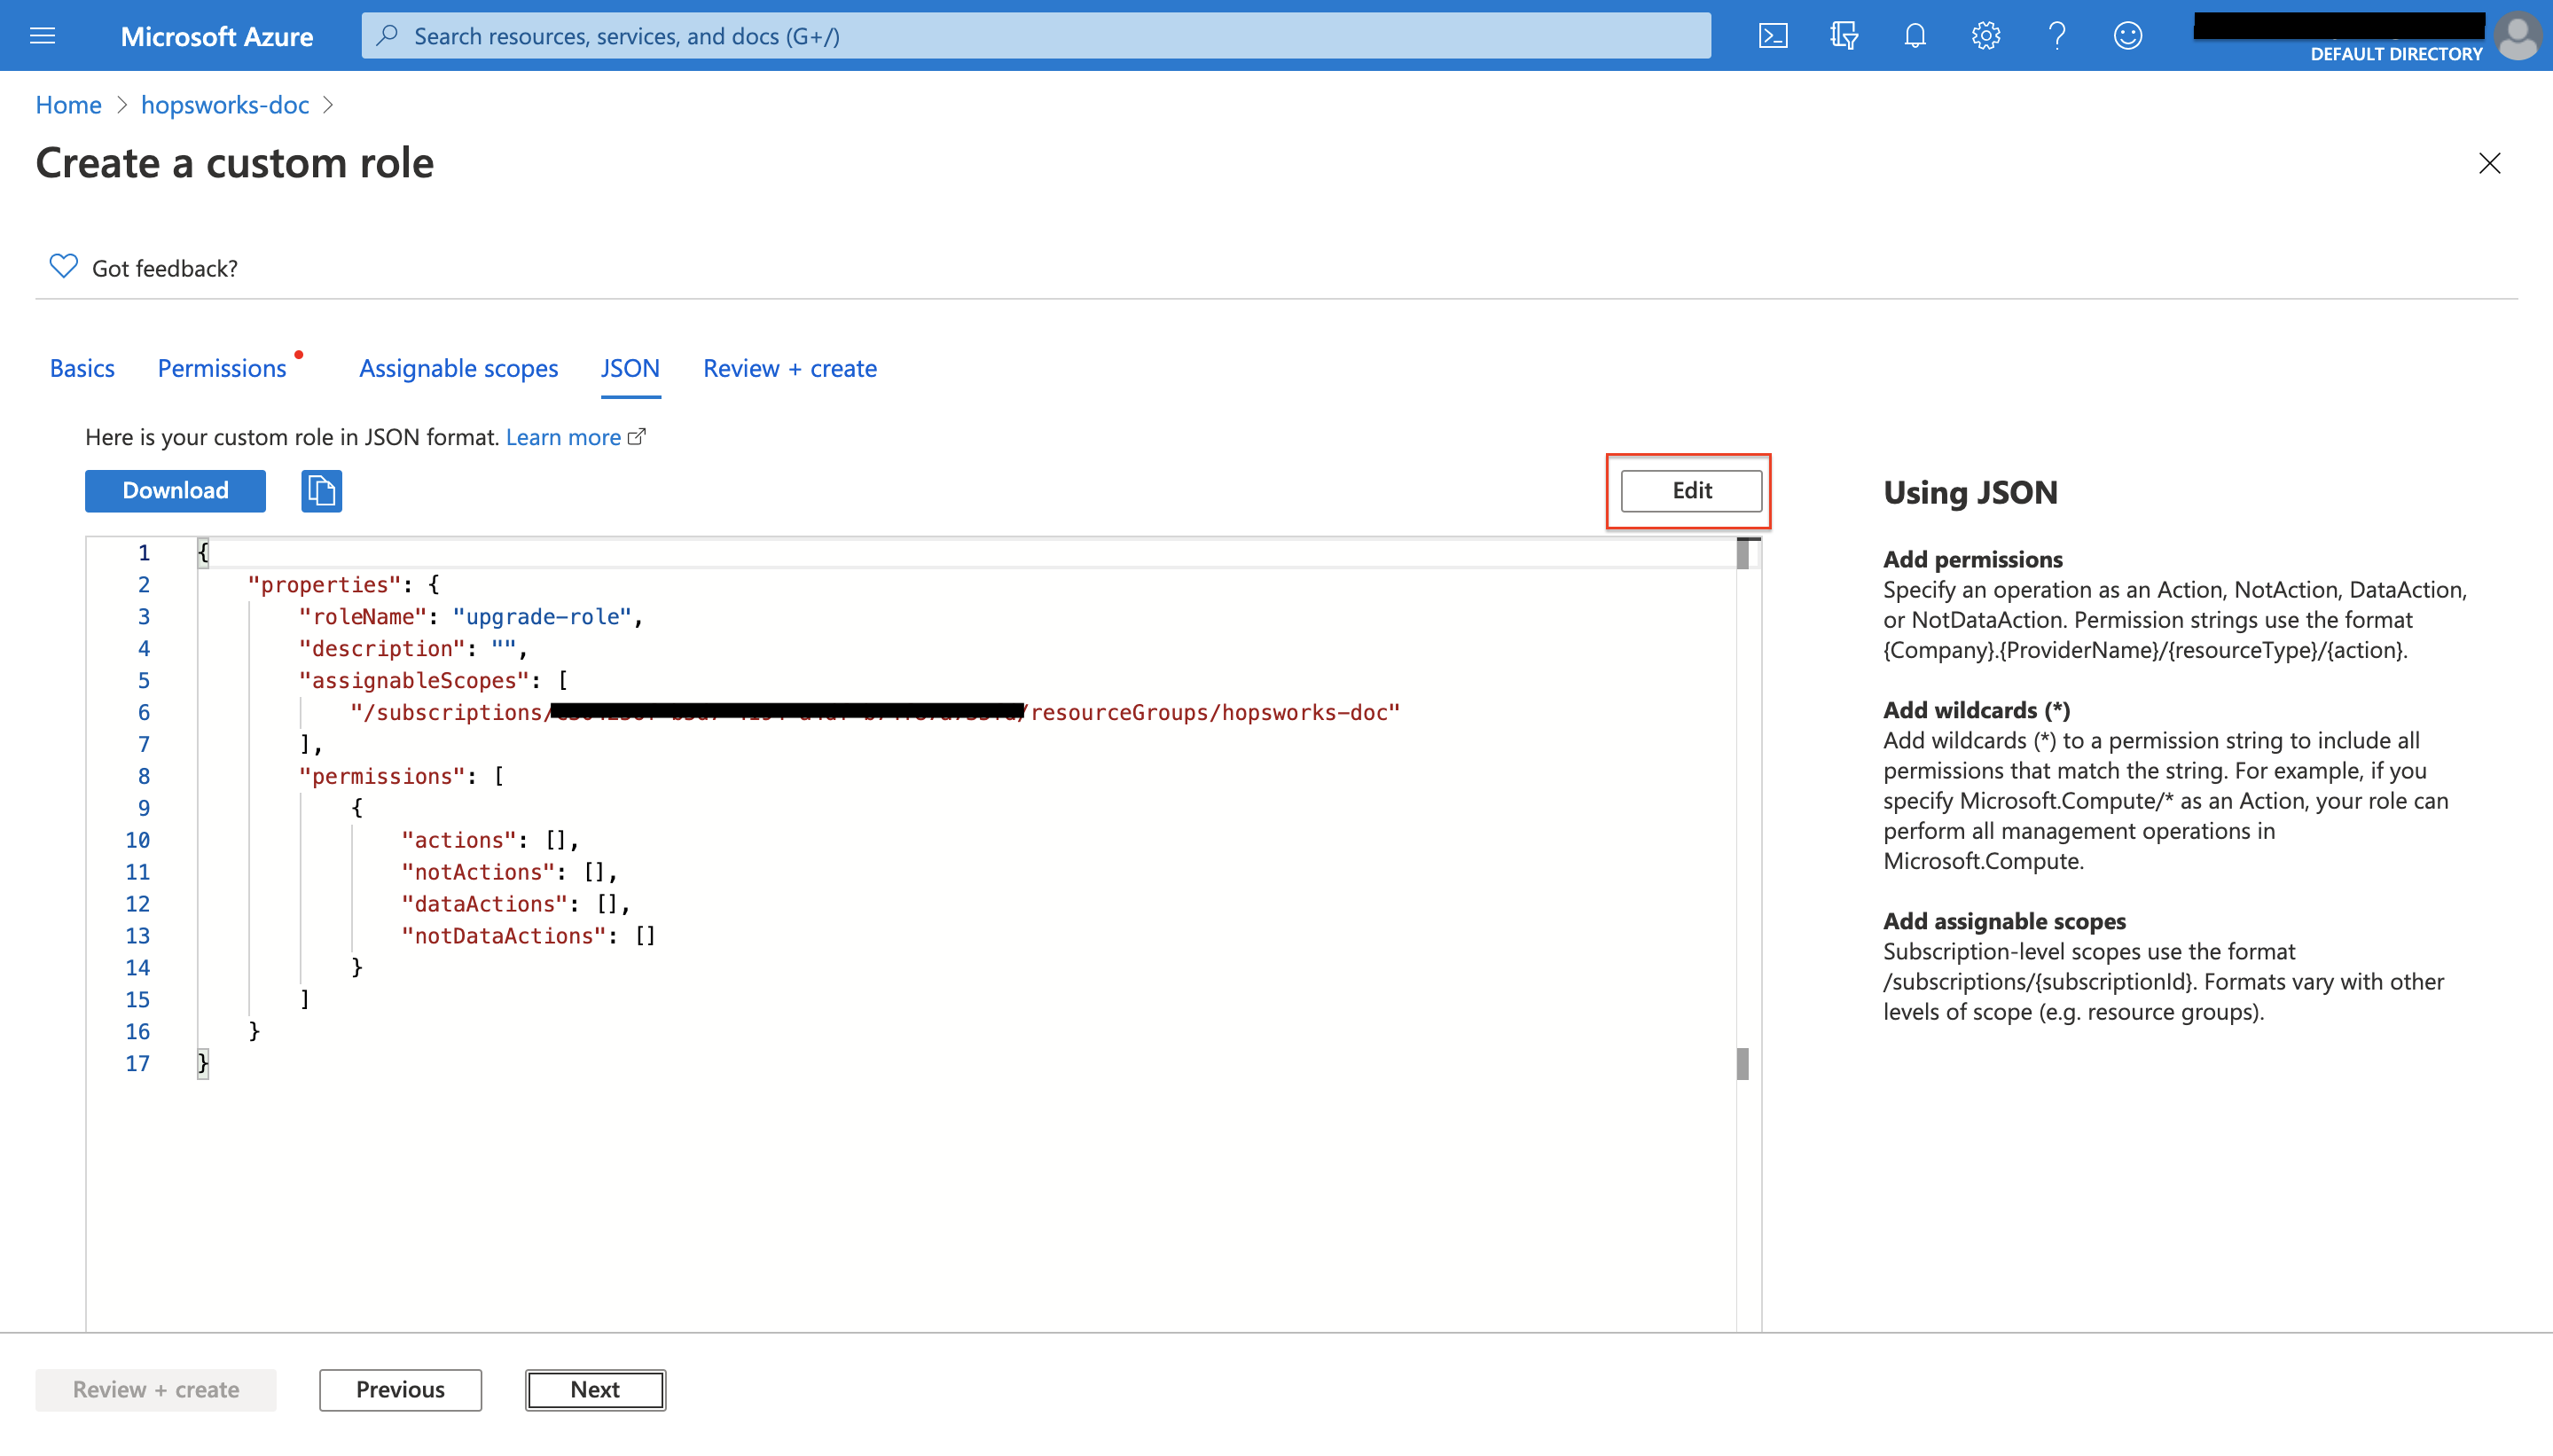 Microsoft Azure
Search resources, services, and docs (G+/)
DEFAULT DIRECTORY
Home > hopsworks-doc >
Create a custom role
Got feedback?
Basics Permissions Assignable scopes JSON Review + create
Here is your custom role in JSON format. Learn more
Download
Edit
1 {
2 "properties": {
3 "roleName": "upgrade-role",
4 "description": "",
5 "assignableScopes": [
6 "/subscriptions/ /resourceGroups/hopsworks-doc"
7 ],
8 "permissions": [
9 {
10 "actions": [],
11 "notActions": [],
12 "dataActions": [],
13 "notDataActions": []
14 }
15 ]
16 }
17 }
Using JSON
Add permissions
Specify an operation as an Action, NotAction, DataAction,
or NotDataAction. Permission strings use the format
{Company}.{ProviderName}/{resourceType}/{action}.
Add wildcards (*)
Add wildcards (*) to a permission string to include all
permissions that match the string. For example, if you
specify Microsoft.Compute/* as an Action, your role can
perform all management operations in
Microsoft.Compute.
Add assignable scopes
Subscription-level scopes use the format
/subscriptions/{subscriptionId}. Formats vary with other
levels of scope (e.g. resource groups).
Review + create
Previous
Next